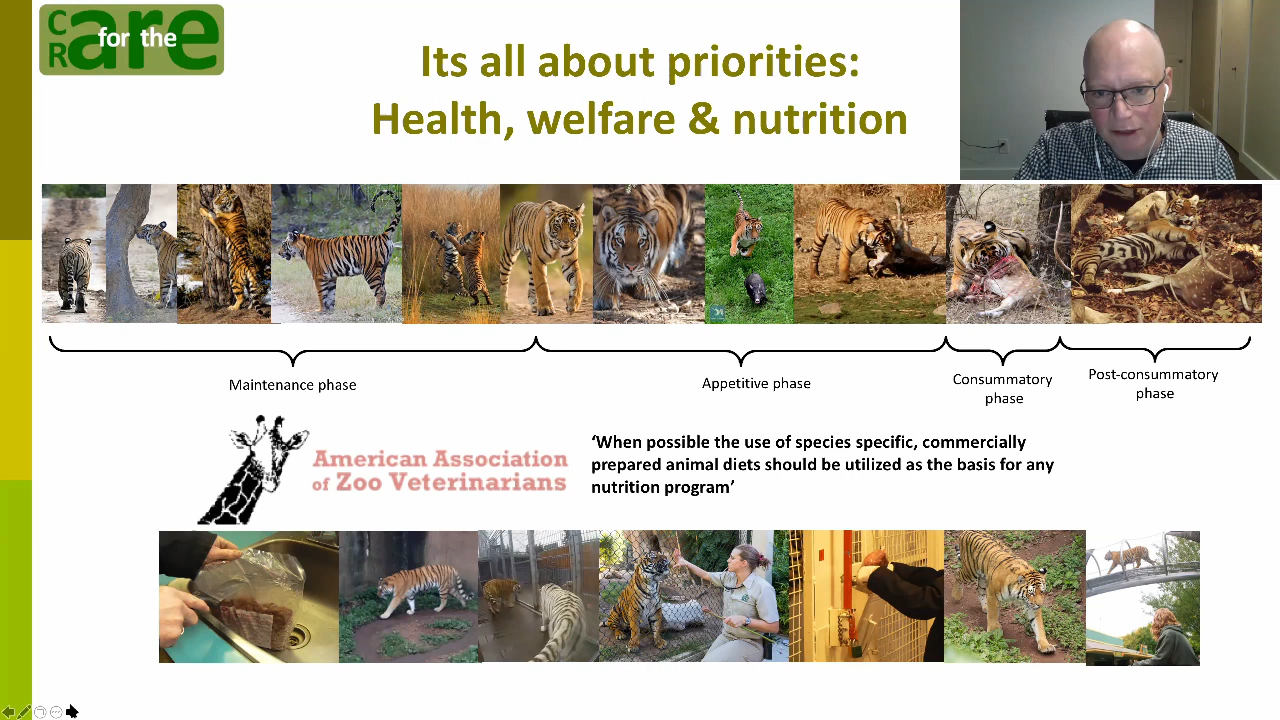 C are
R for the
Its all about priorities:
Health, welfare & nutrition
Maintenance phase
Appetitive phase
Consummatory
phase
Post-consummatory
phase
American Association
of Zoo Veterinarians
‘When possible the use of species specific, commercially
prepared animal diets should be utilized as the basis for any
nutrition program’